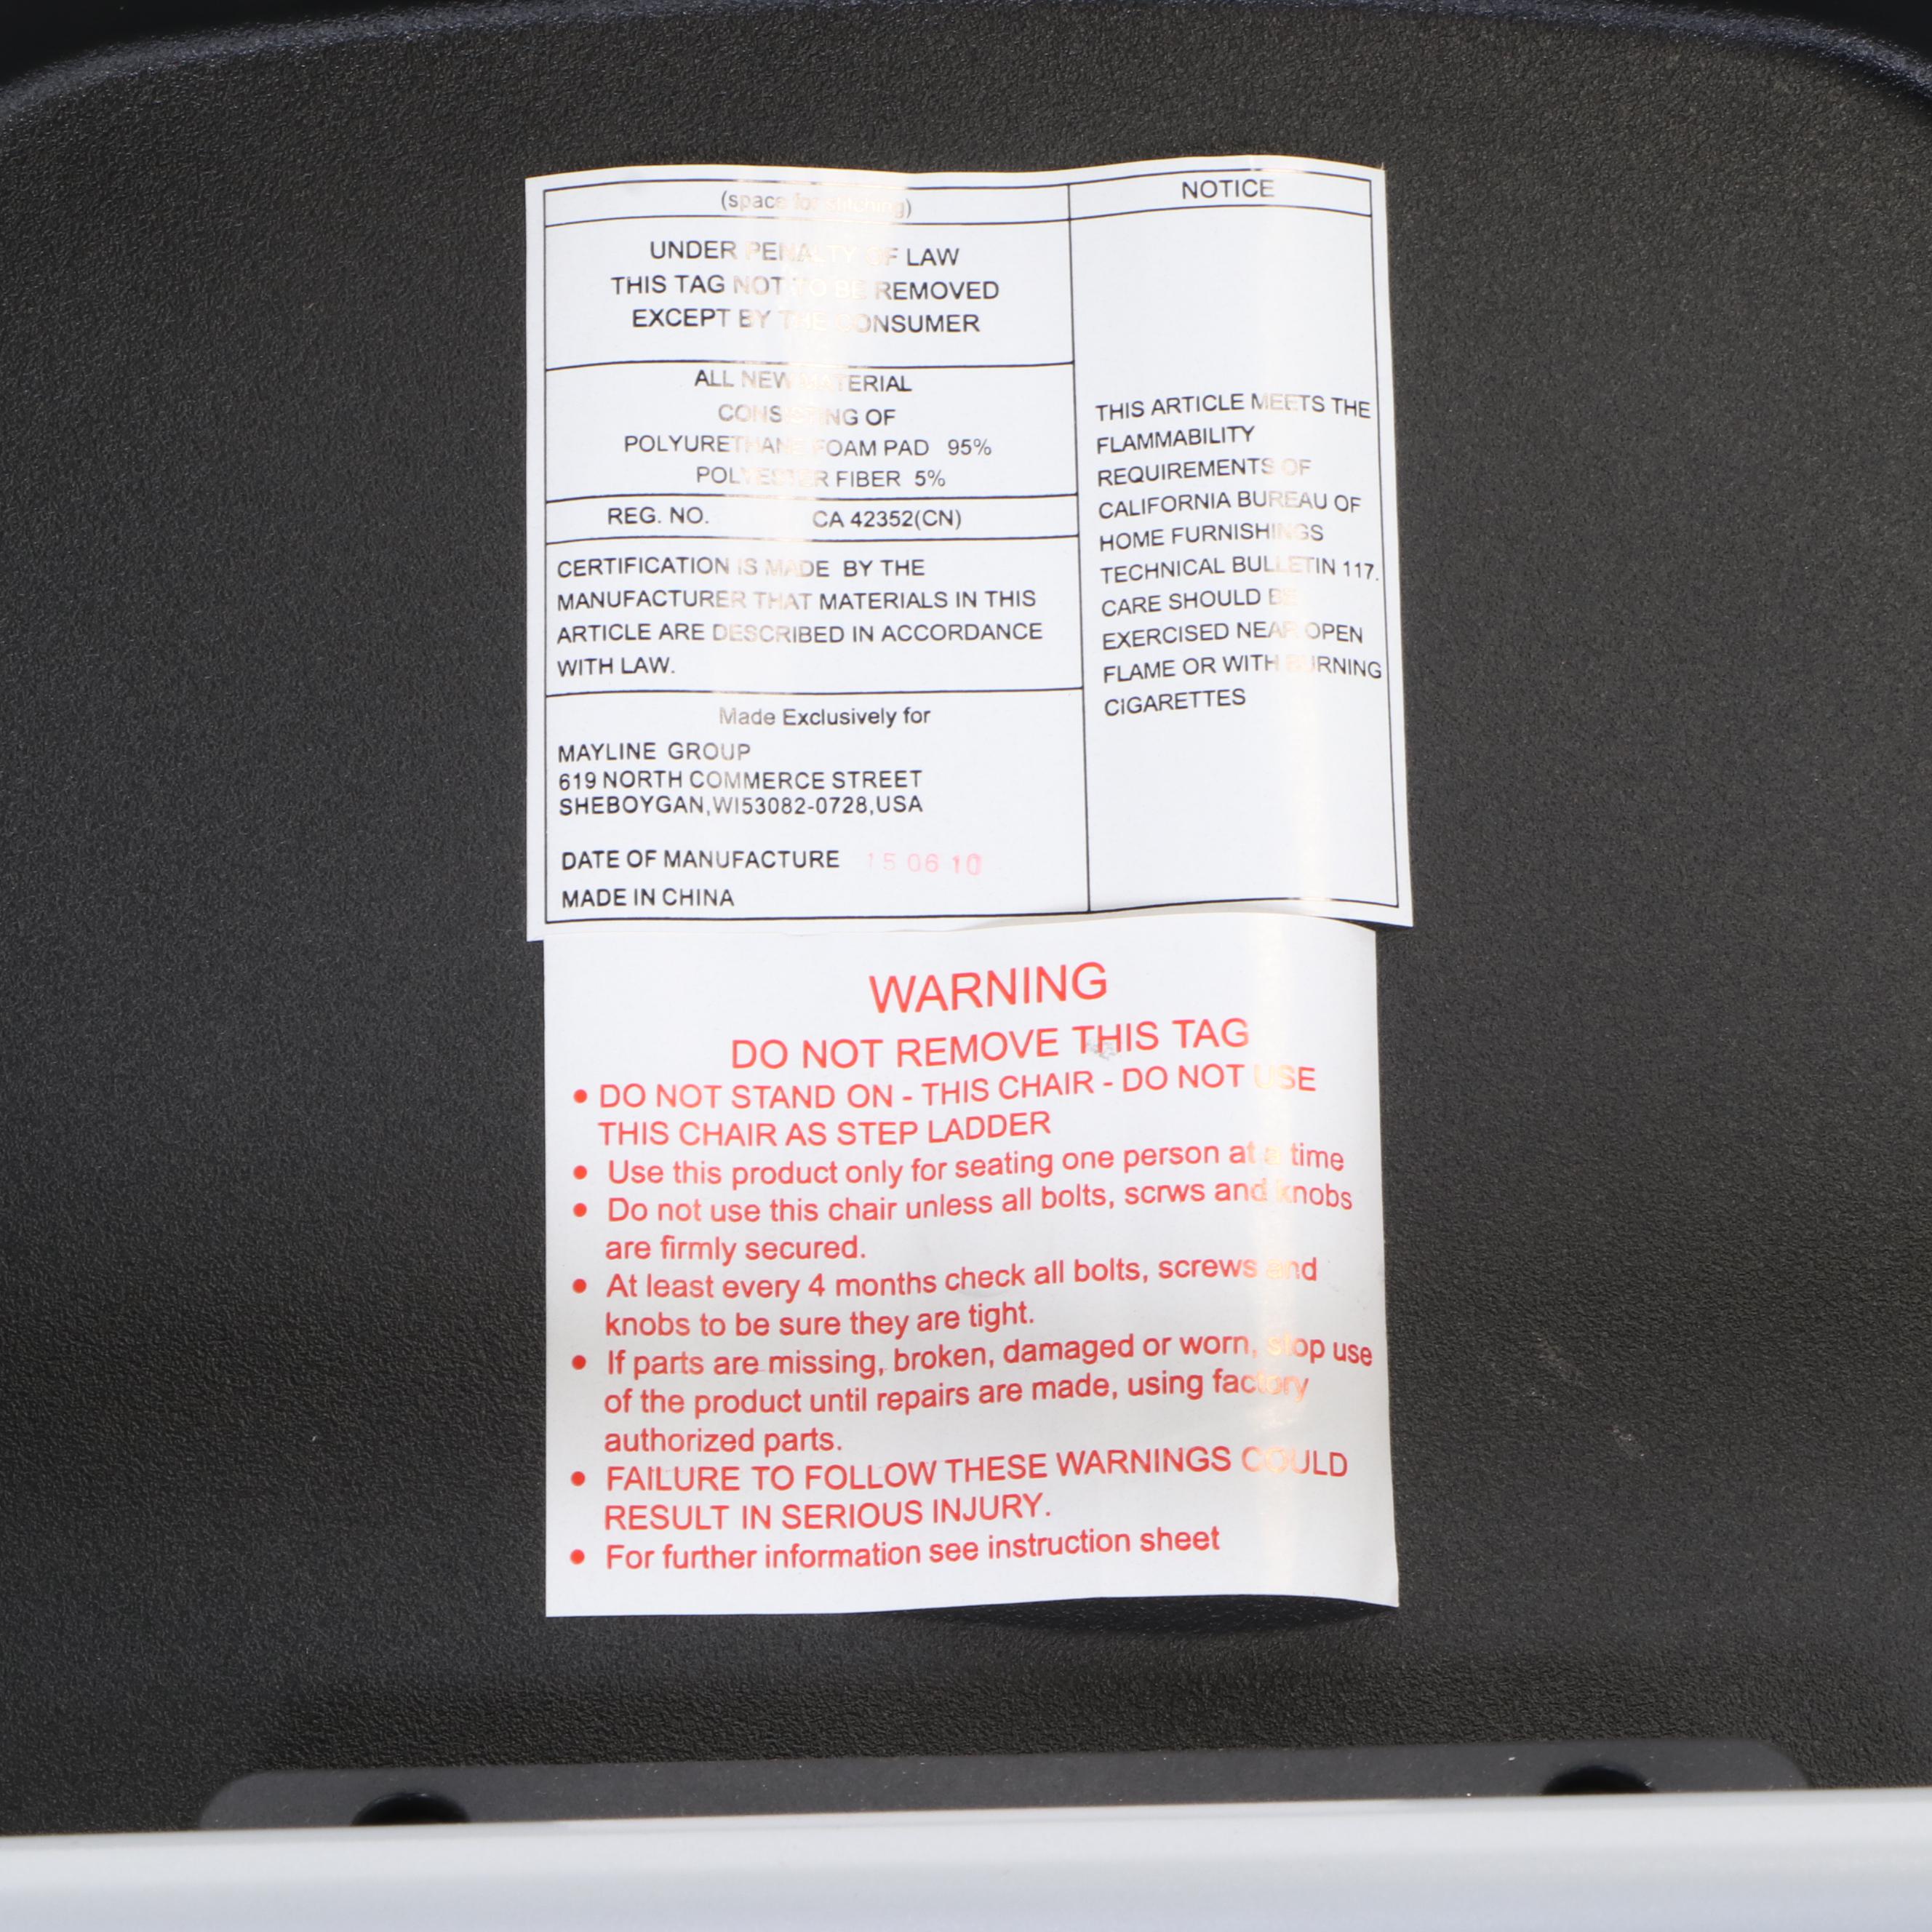 (space for stitching)
UNDER PENALTY OF LAW
THIS TAG NOT TO BE REMOVED
EXCEPT BY THE CONSUMER
ALL NEW MATERIAL
CONSISTING OF
POLYURETHANE FOAM PAD 95%
POLYESTER FIBER 5%
REG. NO. CA 42352(CN)
CERTIFICATION IS MADE BY THE
MANUFACTURER THAT MATERIALS IN THIS
ARTICLE ARE DESCRIBED IN ACCORDANCE
WITH LAW.
Made Exclusively for
MAYLINE GROUP
619 NORTH COMMERCE STREET
SHEBOYGAN,WI53082-0728,USA
DATE OF MANUFACTURE 15 06 10
MADE IN CHINA
NOTICE
THIS ARTICLE MEETS THE
FLAMMABILITY
REQUIREMENTS OF
CALIFORNIA BUREAU OF
HOME FURNISHINGS
TECHNICAL BULLETIN 117.
CARE SHOULD BE
EXERCISED NEAR OPEN
FLAME OR WITH BURNING
CIGARETTES
WARNING
DO NOT REMOVE THIS TAG
• DO NOT STAND ON - THIS CHAIR - DO NOT USE
THIS CHAIR AS STEP LADDER
• Use this product only for seating one person at a time
• Do not use this chair unless all bolts, scrws and knobs
are firmly secured.
• At least every 4 months check all bolts, screws and
knobs to be sure they are tight.
• If parts are missing, broken, damaged or worn, stop use
of the product until repairs are made, using factory
authorized parts.
• FAILURE TO FOLLOW THESE WARNINGS COULD
RESULT IN SERIOUS INJURY.
• For further information see instruction sheet